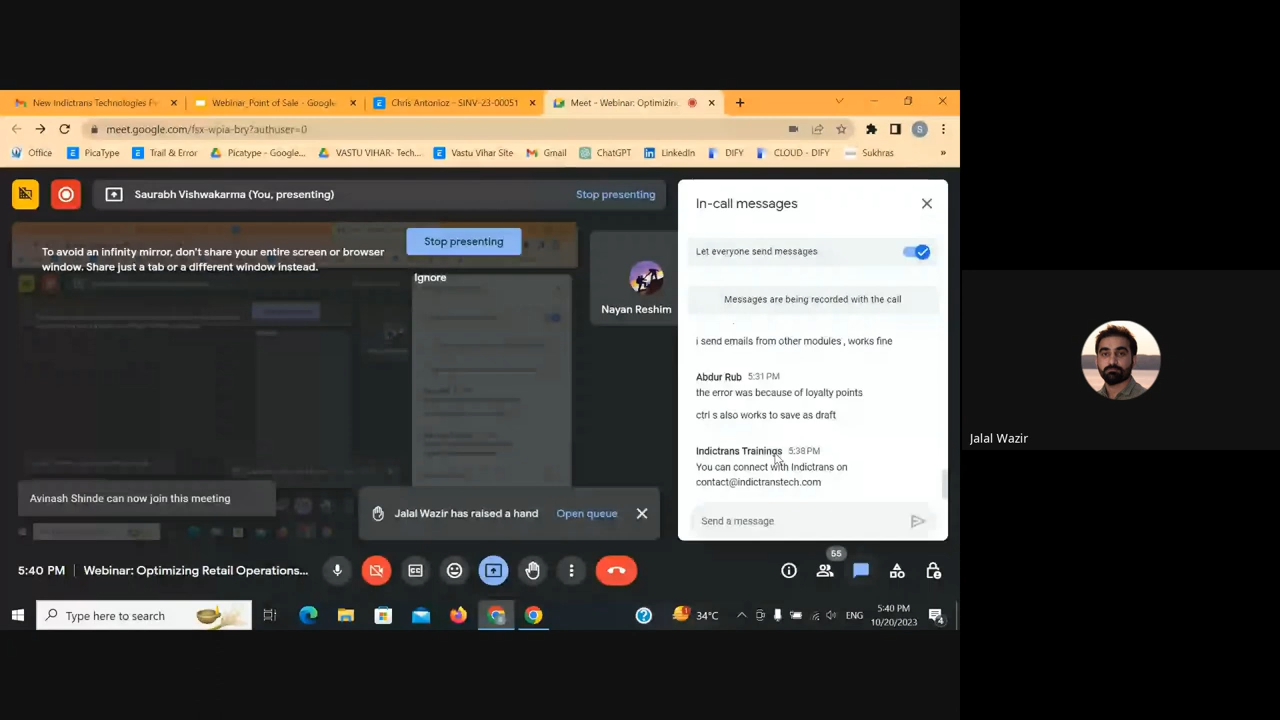 New Indictrans Technologies P
Webinar_Point of Sale - Google
Chris Antonioz - SINV-23-00051
Meet - Webinar: Optimizin
meet.google.com/fsx-wpia-bry?authuser=0
Office
PicaType
Trail & Error
Picatype - Google...
VASTU VIHAR- Tech...
Vastu Vihar Site
Gmail
ChatGPT
LinkedIn
DIFY
CLOUD - DIFY
Sukhras
»
Saurabh Vishwakarma (You, presenting)
Stop presenting
To avoid an infinity mirror, don't share your entire screen or browser
window. Share just a tab or a different window instead.
Stop presenting
Ignore
Nayan Reshim
In-call messages
Let everyone send messages
Messages are being recorded with the call
i send emails from other modules , works fine
Abdur Rub 5:31 PM
the error was because of loyalty points
ctrl s also works to save as draft
Indictrans Trainings 5:38 PM
You can connect with Indictrans on
contact@indictranstech.com
Send a message
Avinash Shinde can now join this meeting
Jalal Wazir has raised a hand
Open queue
Jalal Wazir
5:40 PM | Webinar: Optimizing Retail Operations...
55
Type here to search
34°C
ENG
5:40 PM
10/20/2023
4